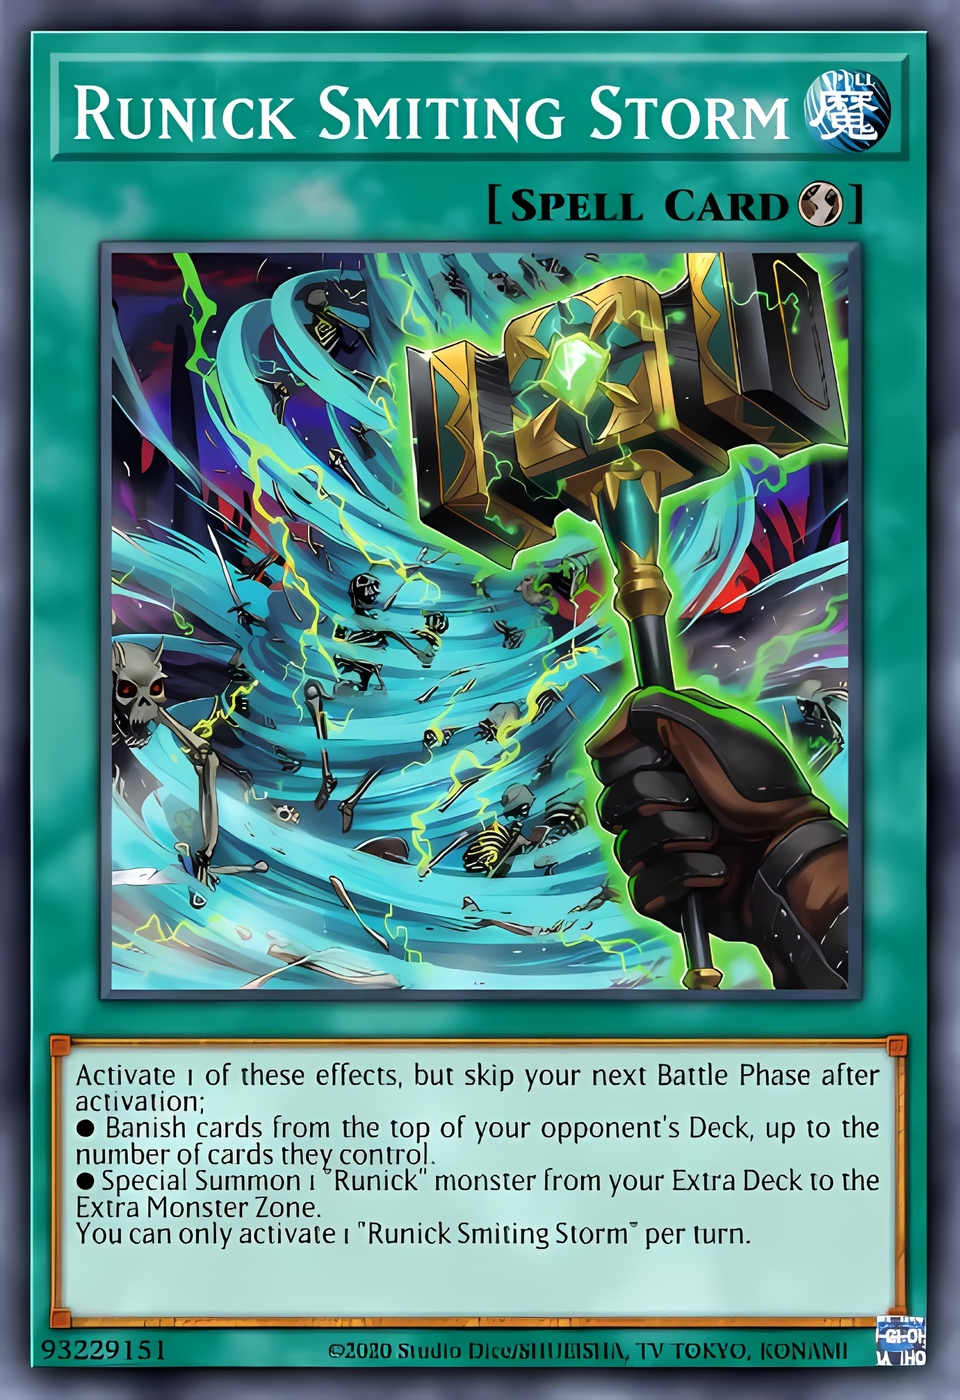 RUNICK SMITING STORM
魔
[SPELL CARD]
Activate 1 of these effects, but skip your next Battle Phase after
activation;
● Banish cards from the top of your opponent's Deck, up to the
number of cards they control.
● Special Summon 1 "Runick" monster from your Extra Deck to the
Extra Monster Zone.
You can only activate 1 "Runick Smiting Storm" per turn.
93229151
©2020 Studio Dice/SHUEISHA, TV TOKYO, KONAMI